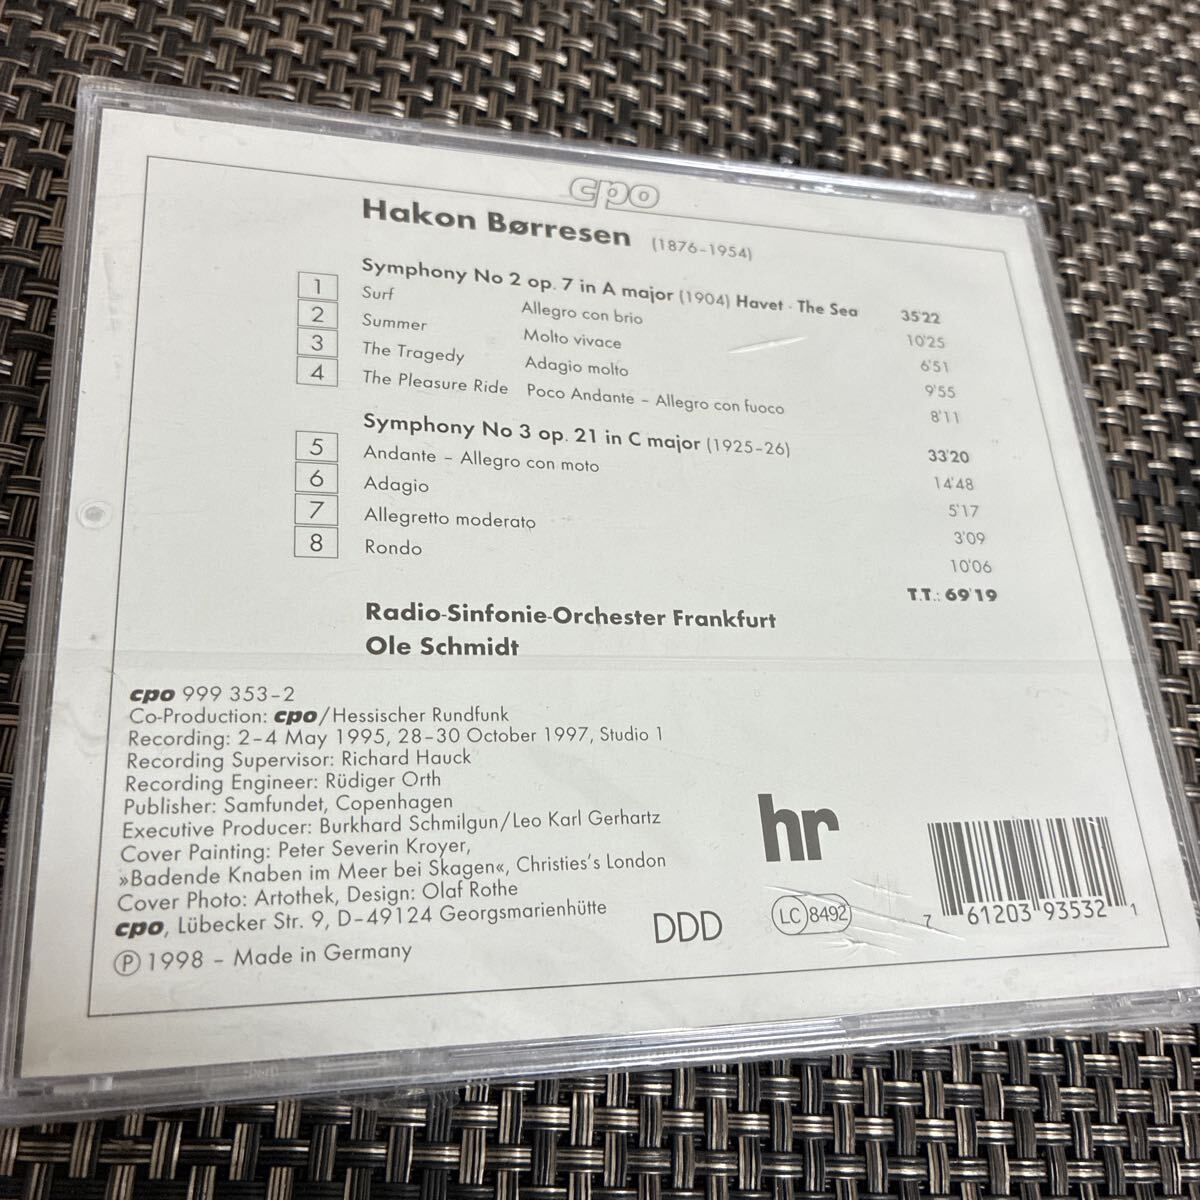 cpo
Hakon Børresen (1876-1954)
Symphony No 2 op. 7 in A major (1904) Havet · The Sea 35'22
1 Surf Allegro con brio 10'25
2 Summer Molto vivace 6'51
3 The Tragedy Adagio molto 9'55
4 The Pleasure Ride Poco Andante – Allegro con fuoco 8'11
Symphony No 3 op. 21 in C major (1925-26) 33'20
5 Andante – Allegro con moto 14'48
6 Adagio 5'17
7 Allegretto moderato 3'09
8 Rondo 10'06
T.T.: 69'19
Radio-Sinfonie-Orchester Frankfurt
Ole Schmidt
cpo 999 353-2
Co-Production: cpo/Hessischer Rundfunk
Recording: 2-4 May 1995, 28-30 October 1997, Studio 1
Recording Supervisor: Richard Hauck
Recording Engineer: Rüdiger Orth
Publisher: Samfundet, Copenhagen
Executive Producer: Burkhard Schmilgun/Leo Karl Gerhartz
Cover Painting: Peter Severin Kroyer,
»Badende Knaben im Meer bei Skagen«, Christies's London
Cover Photo: Artothek, Design: Olaf Rothe
cpo, Lübecker Str. 9, D-49124 Georgsmarienhütte
℗ 1998 – Made in Germany
DDD
LC 8492
hr
7 61203 93532 1